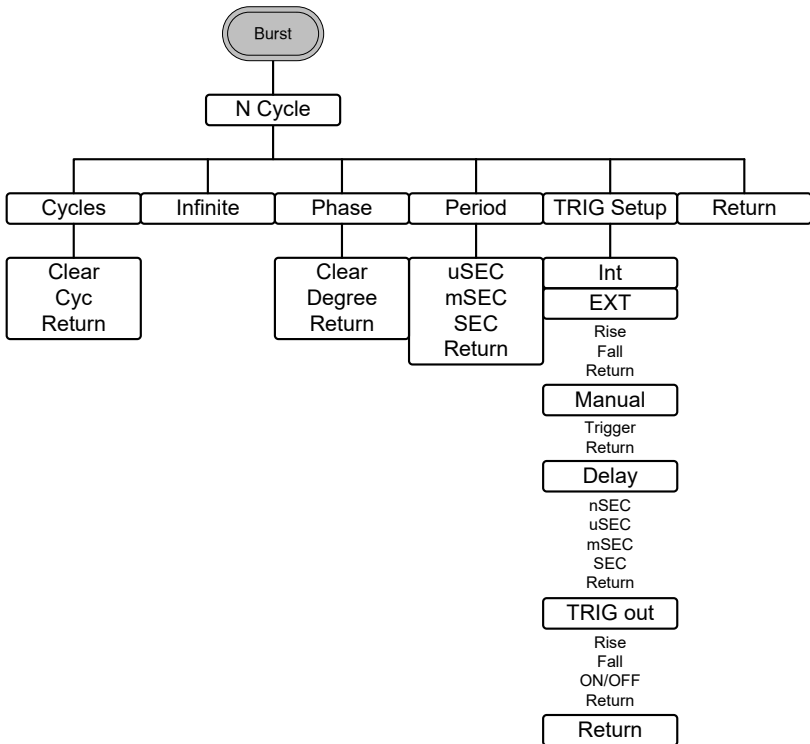 Burst
N Cycle
Cycles
Infinite
Phase
Period
TRIG Setup
Return
Clear
Cyc
Return
Clear
Degree
Return
uSEC
mSEC
SEC
Return
Int
EXT
Rise
Fall
Return
Manual
Trigger
Return
Delay
nSEC
uSEC
mSEC
SEC
Return
TRIG out
Rise
Fall
ON/OFF
Return
Return